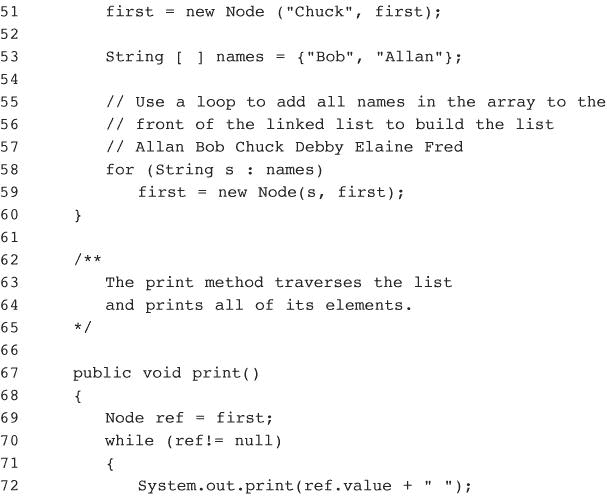 51 first = new Node ("Chuck", first);
52
53 String [ ] names = {"Bob", "Allan"};
54
55 // Use a loop to add all names in the array to the
56 // front of the linked list to build the list
57 // Allan Bob Chuck Debby Elaine Fred
58 for (String s : names)
59 first = new Node(s, first);
60 }
61
62 /**
63 The print method traverses the list
64 and prints all of its elements.
65 */
66
67 public void print()
68 {
69 Node ref = first;
70 while (ref!= null)
71 {
72 System.out.print(ref.value + " ");